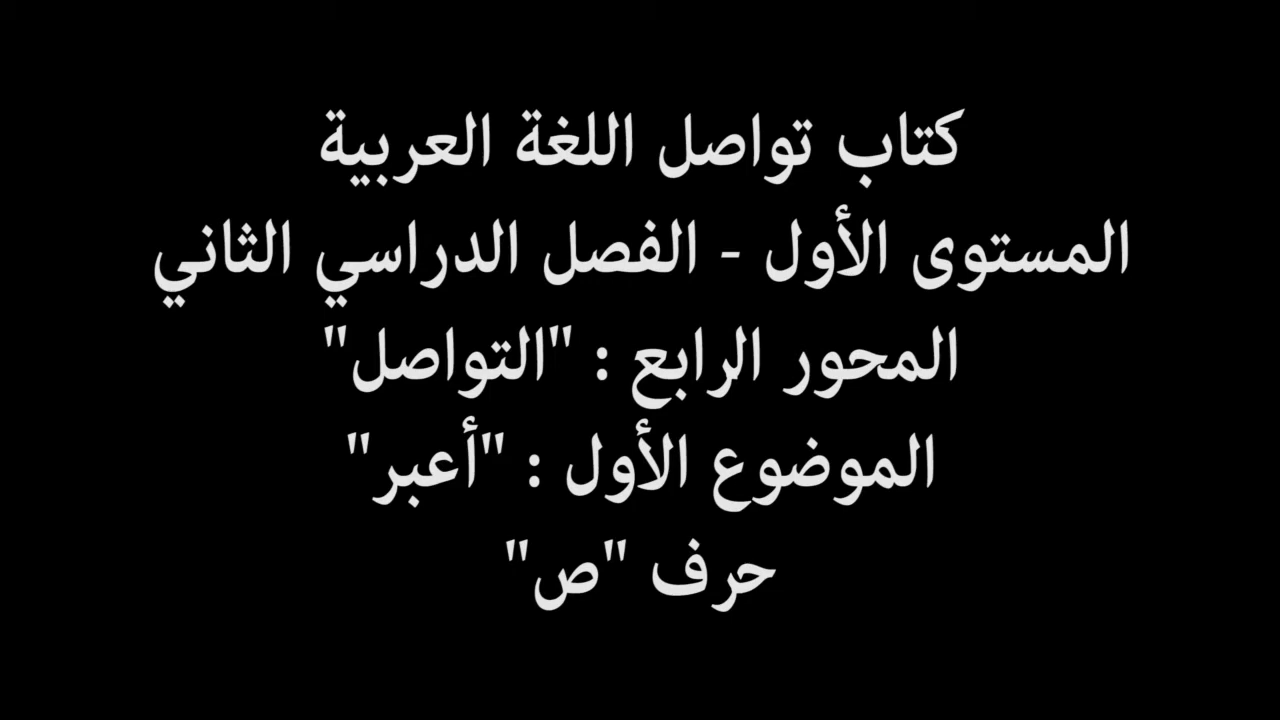 كتاب تواصل اللغة العربية
المستوى الأول - الفصل الدراسي الثاني
المحور الرابع : "التواصل"
الموضوع الأول : "أعبر"
حرف "ص"